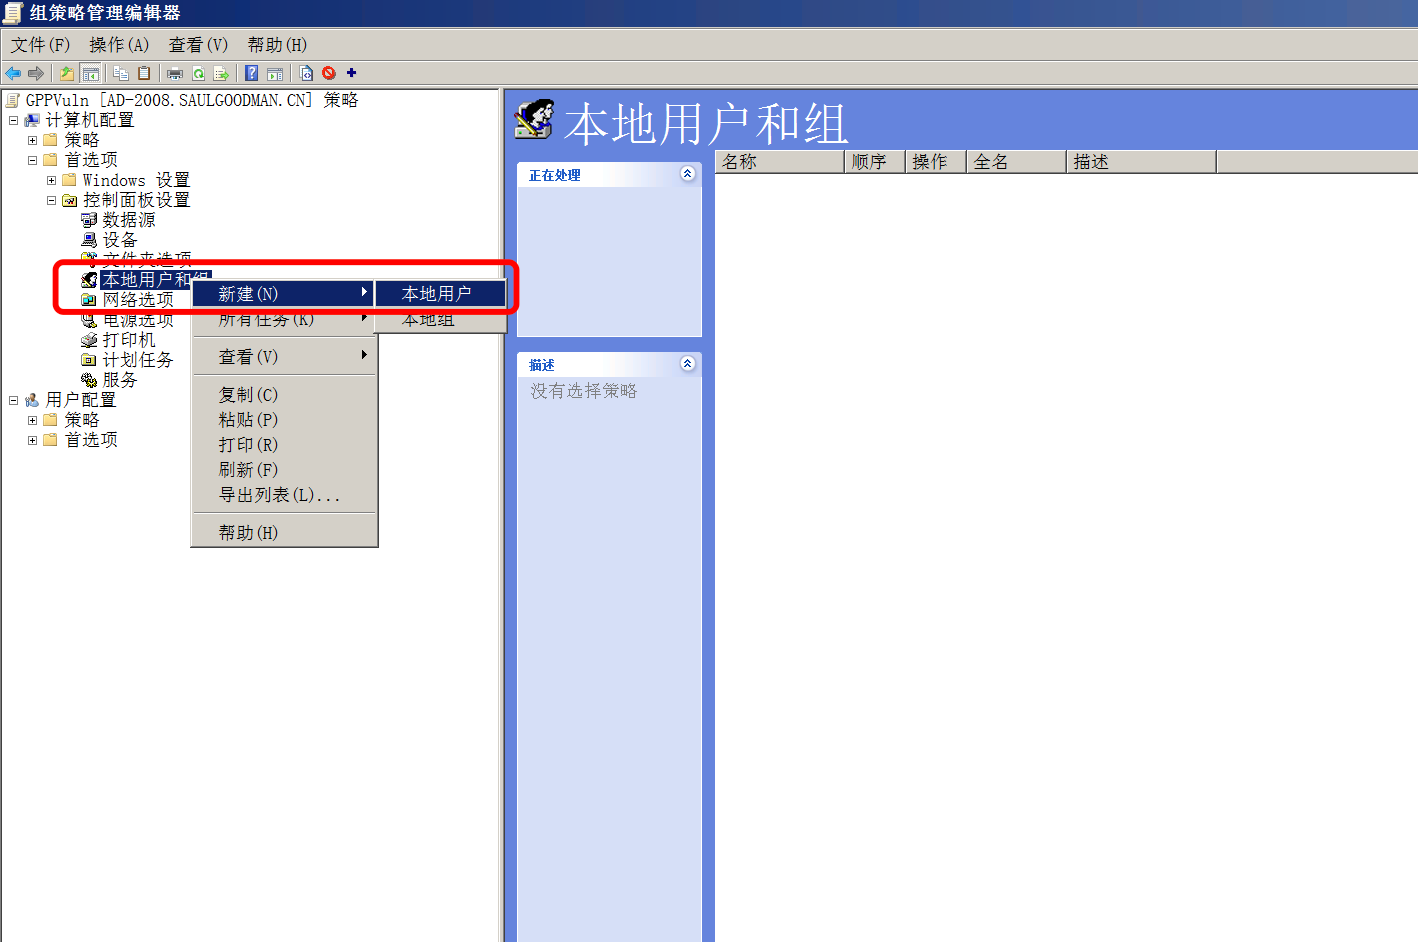 组策略管理编辑器
文件(F) 操作(A) 查看(V) 帮助(H)
GPPVuln [AD-2008.SAULGOODMAN.CN] 策略
计算机配置
策略
首选项
Windows 设置
控制面板设置
数据源
设备
文件夹选项
本地用户和组
网络选项
电源选项
打印机
计划任务
服务
用户配置
策略
首选项
新建(N)
所有任务(K)
查看(V)
复制(C)
粘贴(P)
打印(R)
刷新(F)
导出列表(L)...
帮助(H)
本地用户
本地组
本地用户和组
正在处理
描述
没有选择策略
名称 顺序 操作 全名 描述